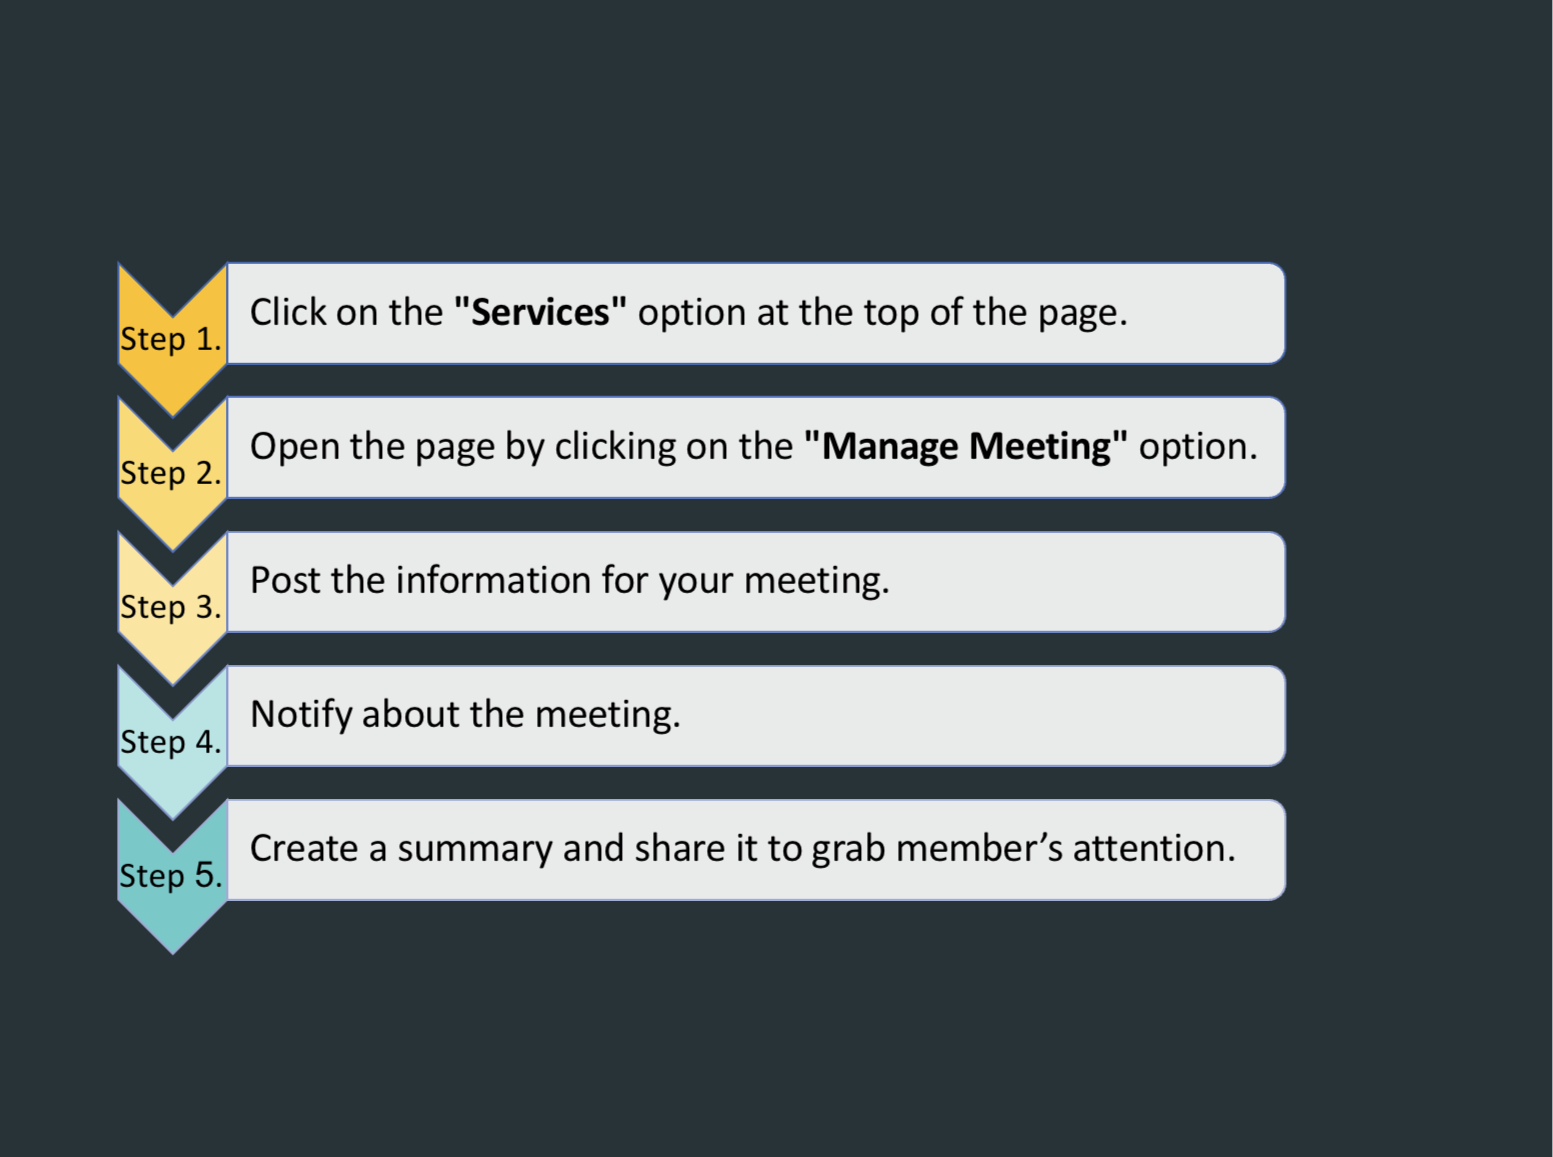 Step 1.
Click on the "Services" option at the top of the page.
Step 2.
Open the page by clicking on the "Manage Meeting" option.
Step 3.
Post the information for your meeting.
Step 4.
Notify about the meeting.
Step 5.
Create a summary and share it to grab member’s attention.